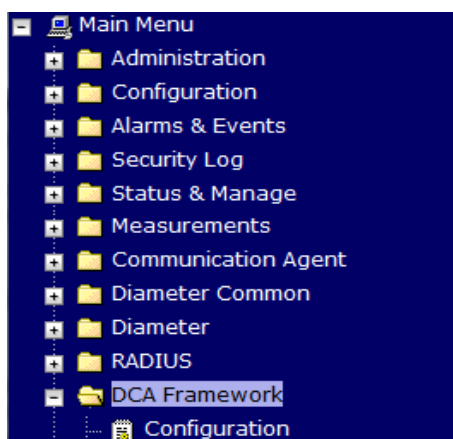 Main Menu
Administration
Configuration
Alarms & Events
Security Log
Status & Manage
Measurements
Communication Agent
Diameter Common
Diameter
RADIUS
DCA Framework
Configuration